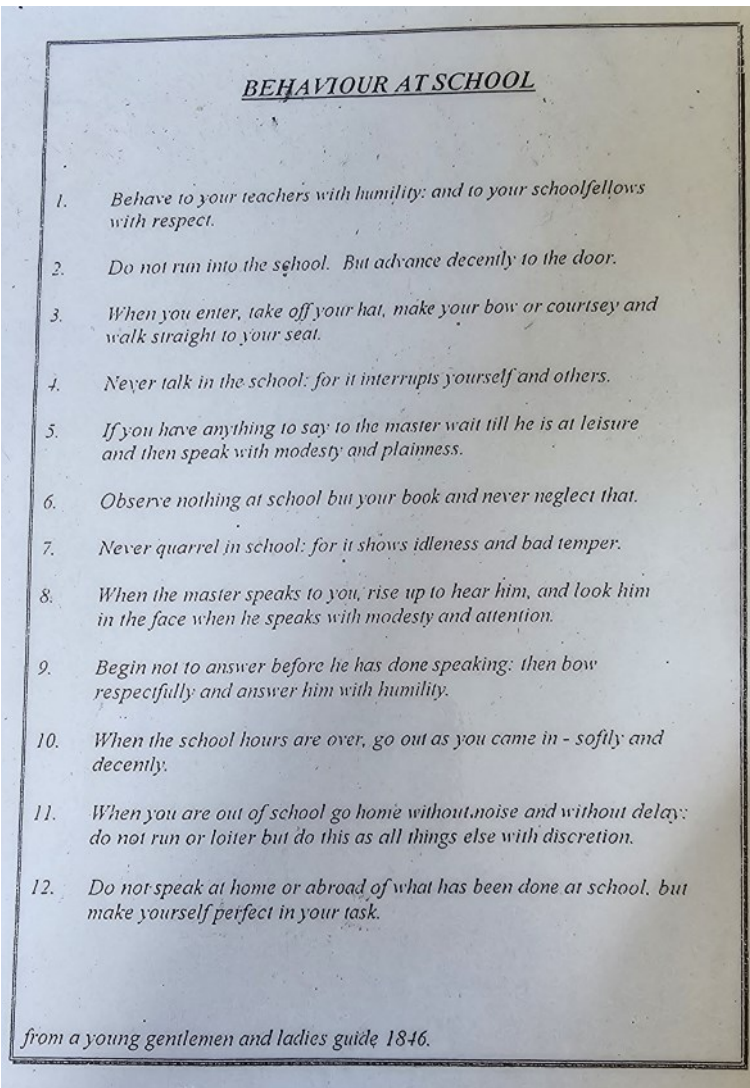 BEHAVIOUR AT SCHOOL
1. Behave to your teachers with humility: and to your schoolfellows
with respect.
2. Do not run into the school. But advance decently to the door.
3. When you enter, take off your hat, make your bow or courtsey and
walk straight to your seat.
4. Never talk in the school: for it interrupts yourself and others.
5. If you have anything to say to the master wait till he is at leisure
and then speak with modesty and plainness.
6. Observe nothing at school but your book and never neglect that.
7. Never quarrel in school: for it shows idleness and bad temper.
8. When the master speaks to you, rise up to hear him, and look him
in the face when he speaks with modesty and attention.
9. Begin not to answer before he has done speaking: then bow
respectfully and answer him with humility.
10. When the school hours are over, go out as you came in - softly and
decently.
11. When you are out of school go home without noise and without delay:
do not run or loiter but do this as all things else with discretion.
12. Do not speak at home or abroad of what has been done at school, but
make yourself perfect in your task.
from a young gentlemen and ladies guide 1846.